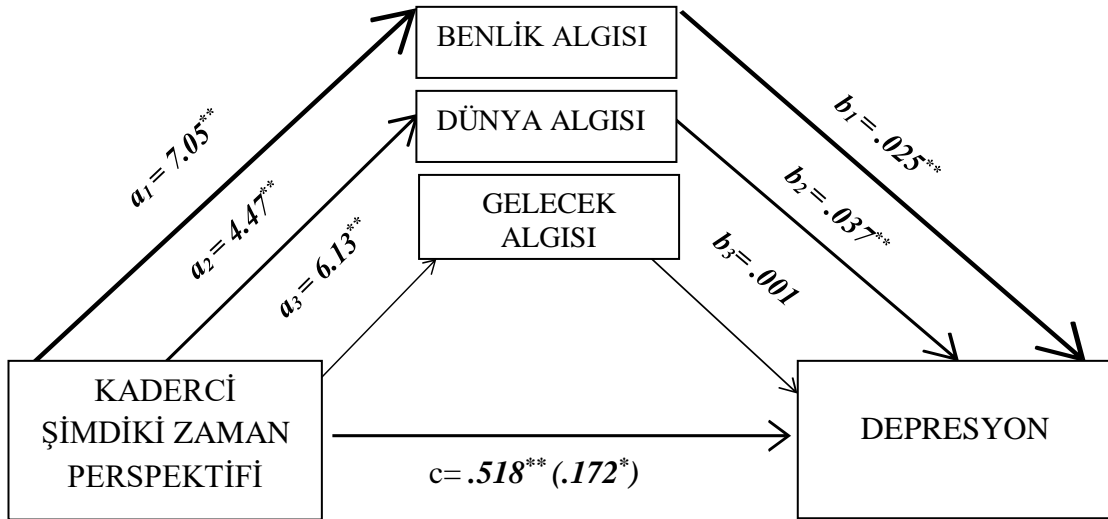 BENLİK ALGISI
DÜNYA ALGISI
GELECEK
ALGISI
a₁ = 7.05**
a₂ = 4.47**
a₃ = 6.13**
b₁= .025**
b₂= .037**
b₃= .001
KADERCİ
ŞİMDİKİ ZAMAN
PERSPEKTİFİ
DEPRESYON
c= .518** (.172*)